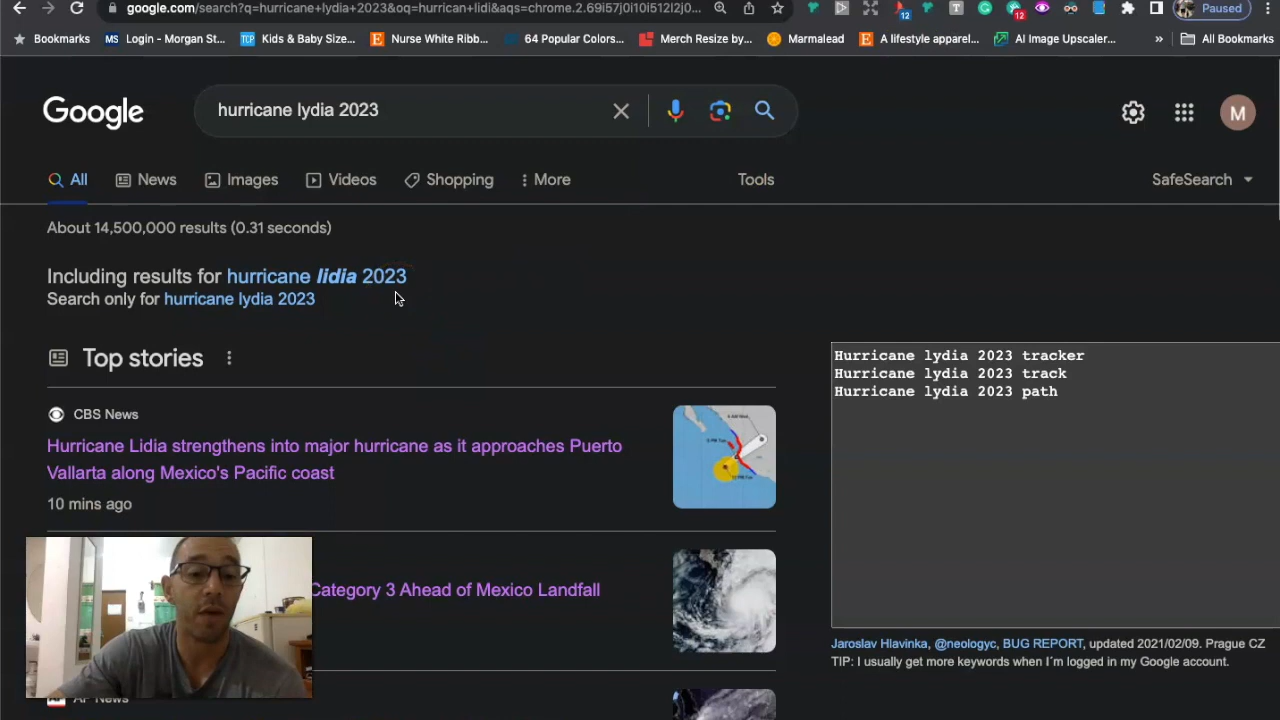 google.com/search?q=hurricane+lydia+2023&oq=hurrican+lidi&aqs=chrome.2.69i57j0i10i512l2j0...
12
12
Paused
Bookmarks
Login - Morgan St...
Kids & Baby Size...
Nurse White Ribb...
64 Popular Colors...
Merch Resize by...
Marmalead
A lifestyle apparel...
AI Image Upscaler...
»
All Bookmarks
Google
hurricane lydia 2023
M
All
News
Images
Videos
Shopping
More
Tools
SafeSearch
About 14,500,000 results (0.31 seconds)
Including results for hurricane lidia 2023
Search only for hurricane lydia 2023
Top stories
CBS News
Hurricane Lidia strengthens into major hurricane as it approaches Puerto
Vallarta along Mexico's Pacific coast
10 mins ago
Category 3 Ahead of Mexico Landfall
AP News
Hurricane lydia 2023 tracker
Hurricane lydia 2023 track
Hurricane lydia 2023 path
Jaroslav Hlavinka, @neologyc, BUG REPORT, updated 2021/02/09. Prague CZ
TIP: I usually get more keywords when I´m logged in my Google account.